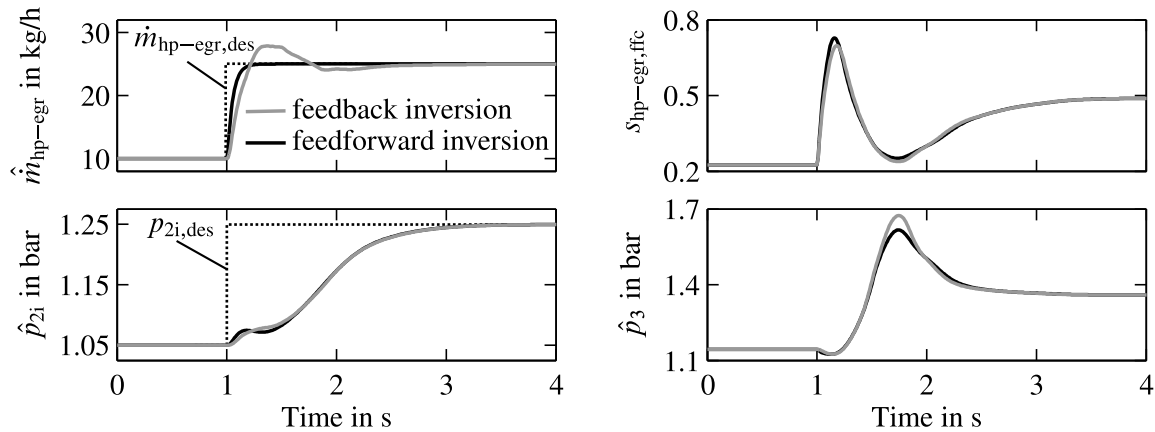 30
20
10
ṁ̂hp−egr in kg/h
ṁhp−egr,des
feedback inversion
feedforward inversion
0.8
0.5
0.2
shp−egr,ffc
1.25
1.15
1.05
p̂2i in bar
p2i,des
0 1 2 3 4
Time in s
1.7
1.4
1.1
p̂3 in bar
0 1 2 3 4
Time in s